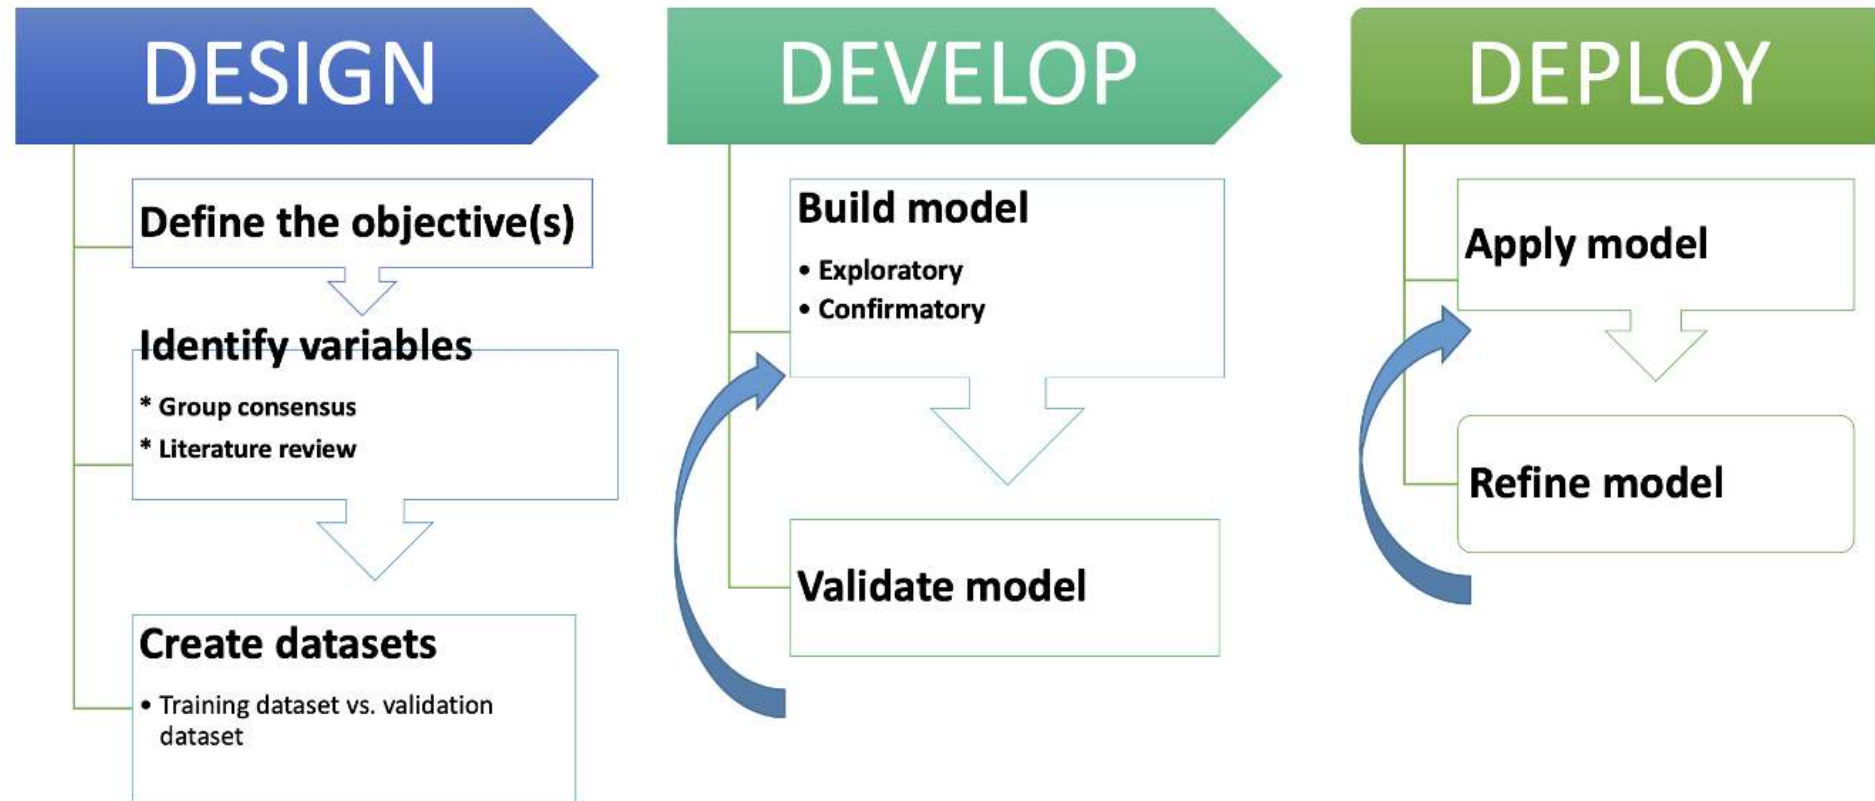 DESIGN
Define the objective(s)
Identify variables
* Group consensus
* Literature review
Create datasets
• Training dataset vs. validation
dataset
DEVELOP
Build model
• Exploratory
• Confirmatory
Validate model
DEPLOY
Apply model
Refine model